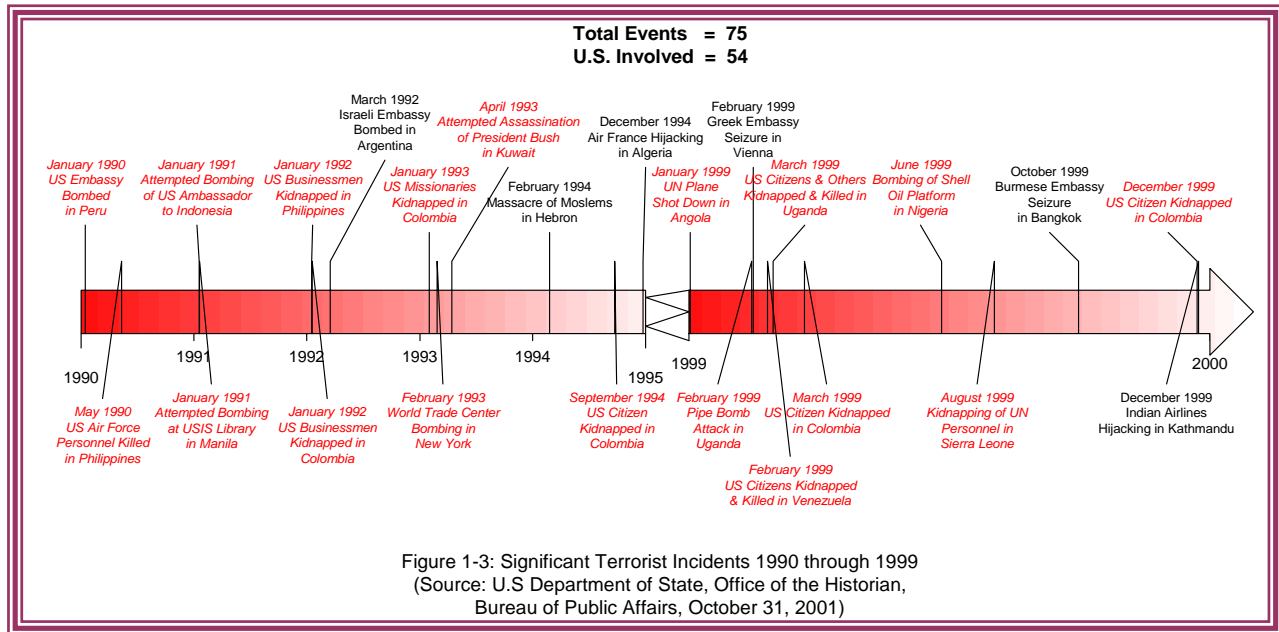 Total Events = 75
U.S. Involved = 54
January 1990
US Embassy
Bombed
in Peru
January 1991
Attempted Bombing
of US Ambassador
to Indonesia
January 1992
US Businessmen
Kidnapped in
Philippines
March 1992
Israeli Embassy
Bombed in
Argentina
January 1993
US Missionaries
Kidnapped in
Colombia
April 1993
Attempted Assassination
of President Bush
in Kuwait
February 1994
Massacre of Moslems
in Hebron
December 1994
Air France Hijacking
in Algeria
January 1999
UN Plane
Shot Down in
Angola
February 1999
Greek Embassy
Seizure in
Vienna
March 1999
US Citizens & Others
Kidnapped & Killed in
Uganda
June 1999
Bombing of Shell
Oil Platform
in Nigeria
October 1999
Burmese Embassy
Seizure
in Bangkok
December 1999
US Citizen Kidnapped
in Colombia
1990
1991
1992
1993
1994
1995
1999
2000
May 1990
US Air Force
Personnel Killed
in Philippines
January 1991
Attempted Bombing
at USIS Library
in Manila
January 1992
US Businessmen
Kidnapped in
Colombia
February 1993
World Trade Center
Bombing in
New York
September 1994
US Citizen
Kidnapped in
Colombia
February 1999
Pipe Bomb
Attack in
Uganda
February 1999
US Citizens Kidnapped
& Killed in Venezuela
March 1999
US Citizen Kidnapped
in Colombia
August 1999
Kidnapping of UN
Personnel in
Sierra Leone
December 1999
Indian Airlines
Hijacking in Kathmandu
Figure 1-3: Significant Terrorist Incidents 1990 through 1999
(Source: U.S Department of State, Office of the Historian,
Bureau of Public Affairs, October 31, 2001)